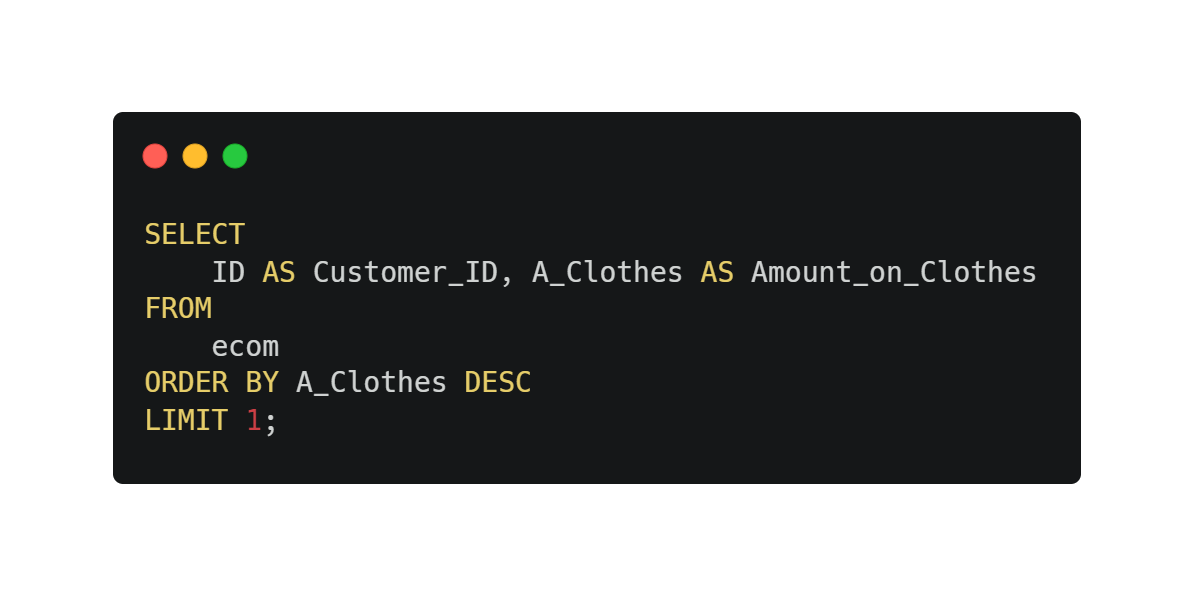 SELECT
    ID AS Customer_ID, A_Clothes AS Amount_on_Clothes
FROM
    ecom
ORDER BY A_Clothes DESC
LIMIT 1;